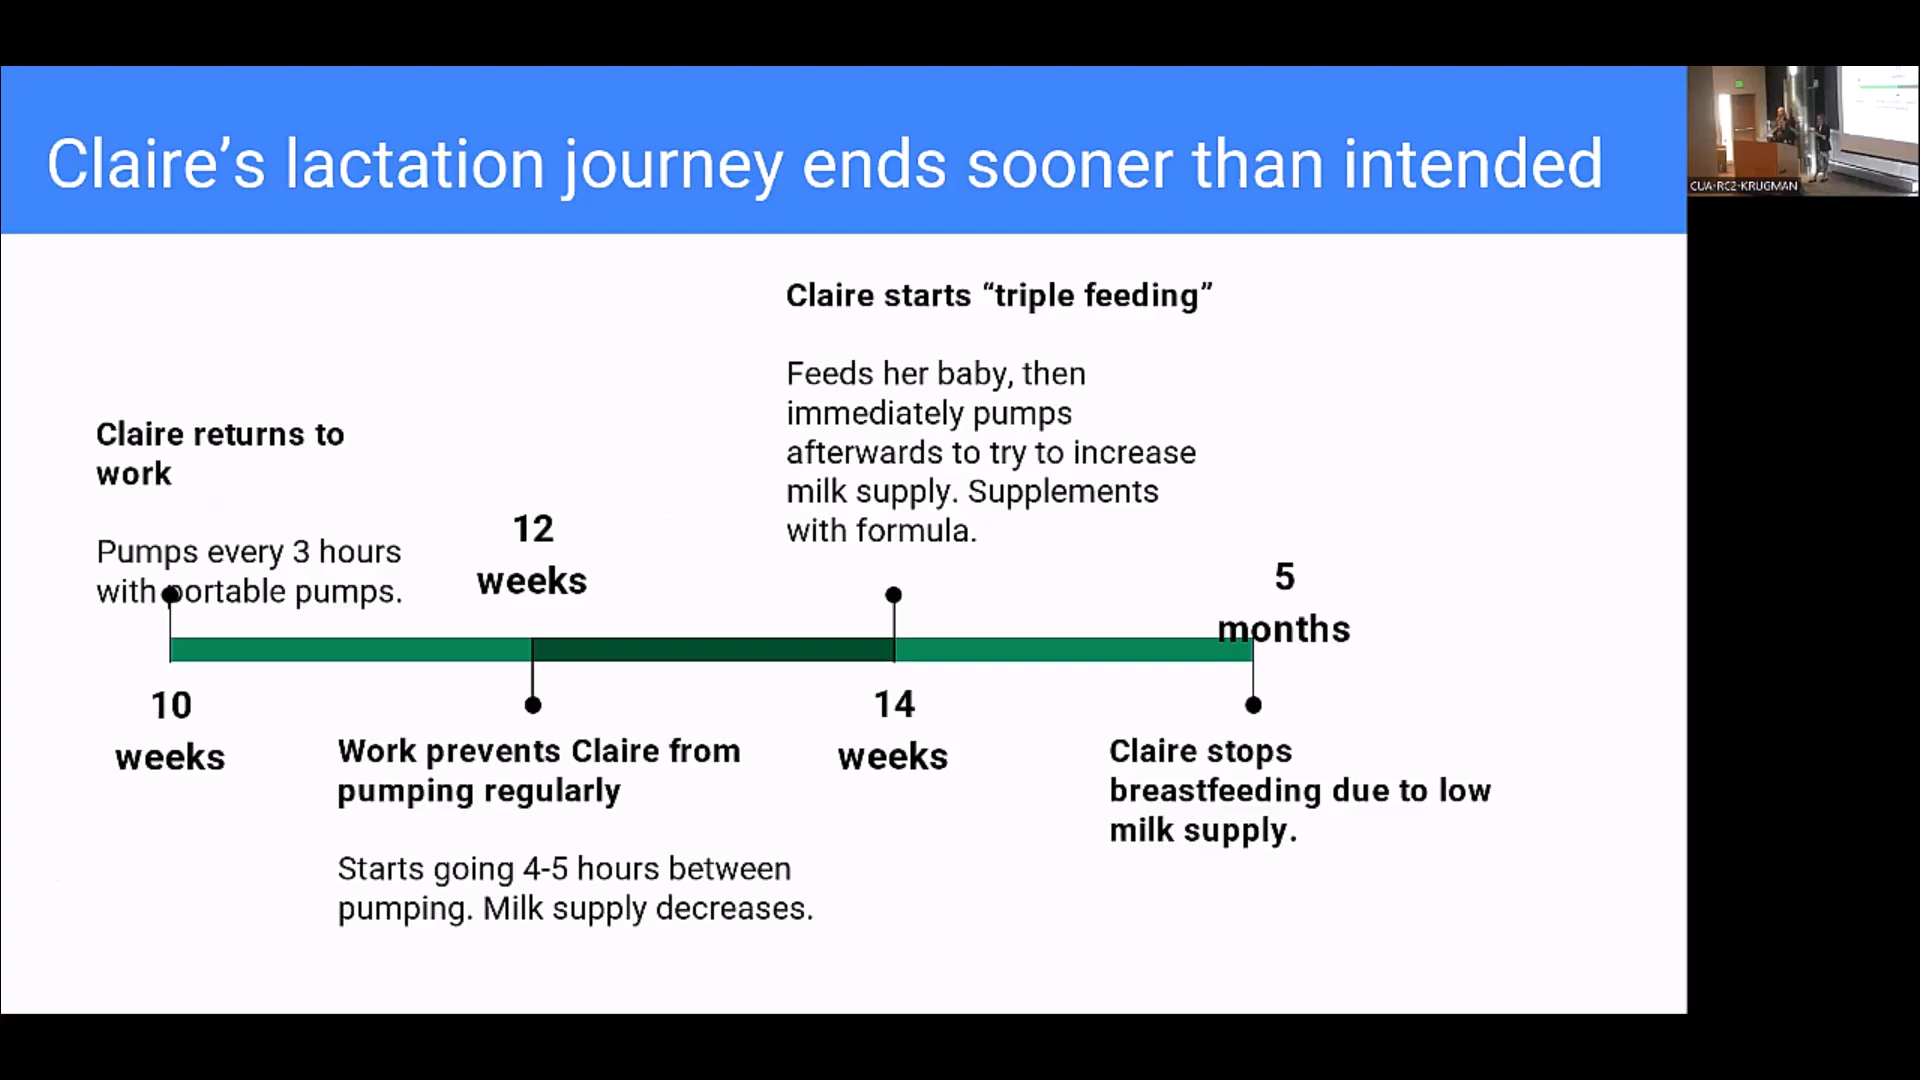 Claire’s lactation journey ends sooner than intended
CUA-RC2-KRUGMAN
Claire starts “triple feeding”
Feeds her baby, then
immediately pumps
afterwards to try to increase
milk supply. Supplements
with formula.
Claire returns to
work
Pumps every 3 hours
with portable pumps.
12
weeks
5
months
10
weeks
14
weeks
Work prevents Claire from
pumping regularly
Starts going 4-5 hours between
pumping. Milk supply decreases.
Claire stops
breastfeeding due to low
milk supply.